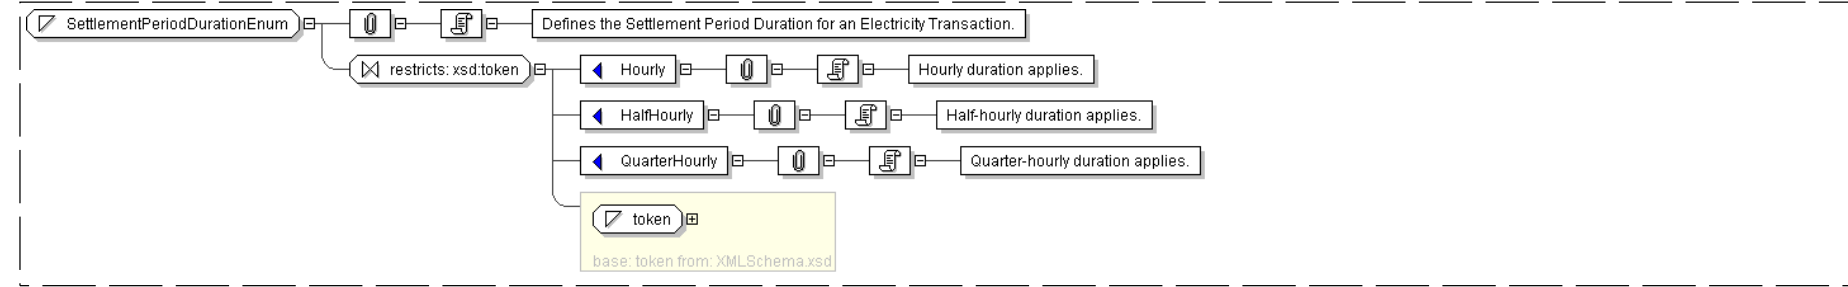 SettlementPeriodDurationEnum
Defines the Settlement Period Duration for an Electricity Transaction.
restricts: xsd:token
Hourly
Hourly duration applies.
HalfHourly
Half-hourly duration applies.
QuarterHourly
Quarter-hourly duration applies.
token
base: token from: XMLSchema.xsd